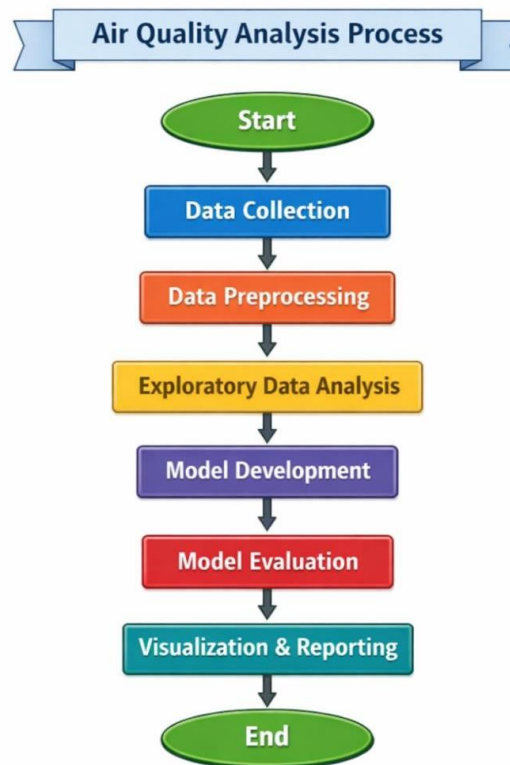 Air Quality Analysis Process
Start
Data Collection
Data Preprocessing
Exploratory Data Analysis
Model Development
Model Evaluation
Visualization & Reporting
End